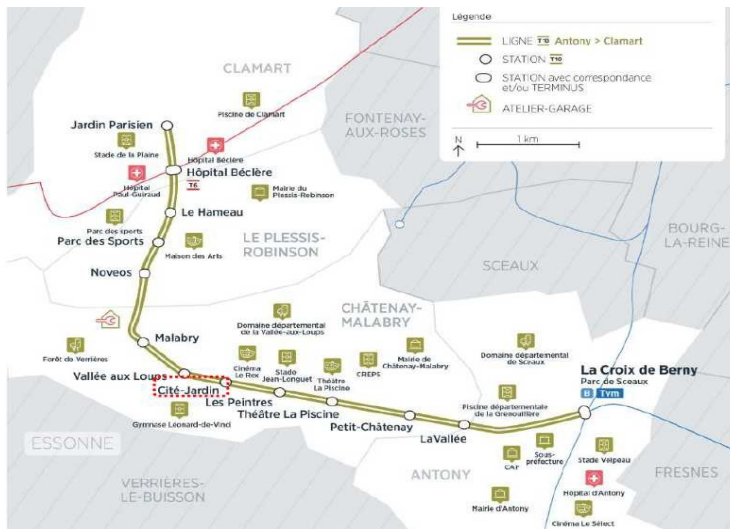 Légende
LIGNE T10 Antony > Clamart
STATION T10
STATION avec correspondance
et/ou TERMINUS
ATELIER-GARAGE
N
1 km
CLAMART
Piscine de Clamart
FONTENAY-
AUX-ROSES
Jardin Parisien
Stade de la Plaine
Hôpital Béclère
Hôpital Béclère
T6
Hôpital
Paul-Guiraud
Mairie du
Plessis-Robinson
Le Hameau
Parc des sports
Parc des Sports
LE PLESSIS-
ROBINSON
Maison des Arts
BOURG-
LA-REINE
Noveos
SCEAUX
CHÂTENAY-
MALABRY
Domaine départemental
de la Vallée-aux-Loups
Malabry
Forêt de Verrières
Cinéma
Le Rex
Stade
Jean-Longuet
Théâtre
La Piscine
CREPS
Mairie de
Châtenay-Malabry
Domaine départemental
de Sceaux
La Croix de Berny
Parc de Sceaux
B Tvm
Vallée aux Loups
Cité-Jardin
Les Peintres
Théâtre La Piscine
Petit-Châtenay
LaVallée
Piscine départementale
de la Grenouillère
Gymnase Léonard-de-Vinci
ESSONNE
VERRIÈRES-
LE-BUISSON
ANTONY
CAF
Sous-
préfecture
Stade Velpeau
FRESNES
Hôpital d'Antony
Mairie d'Antony
Cinéma Le Sélect